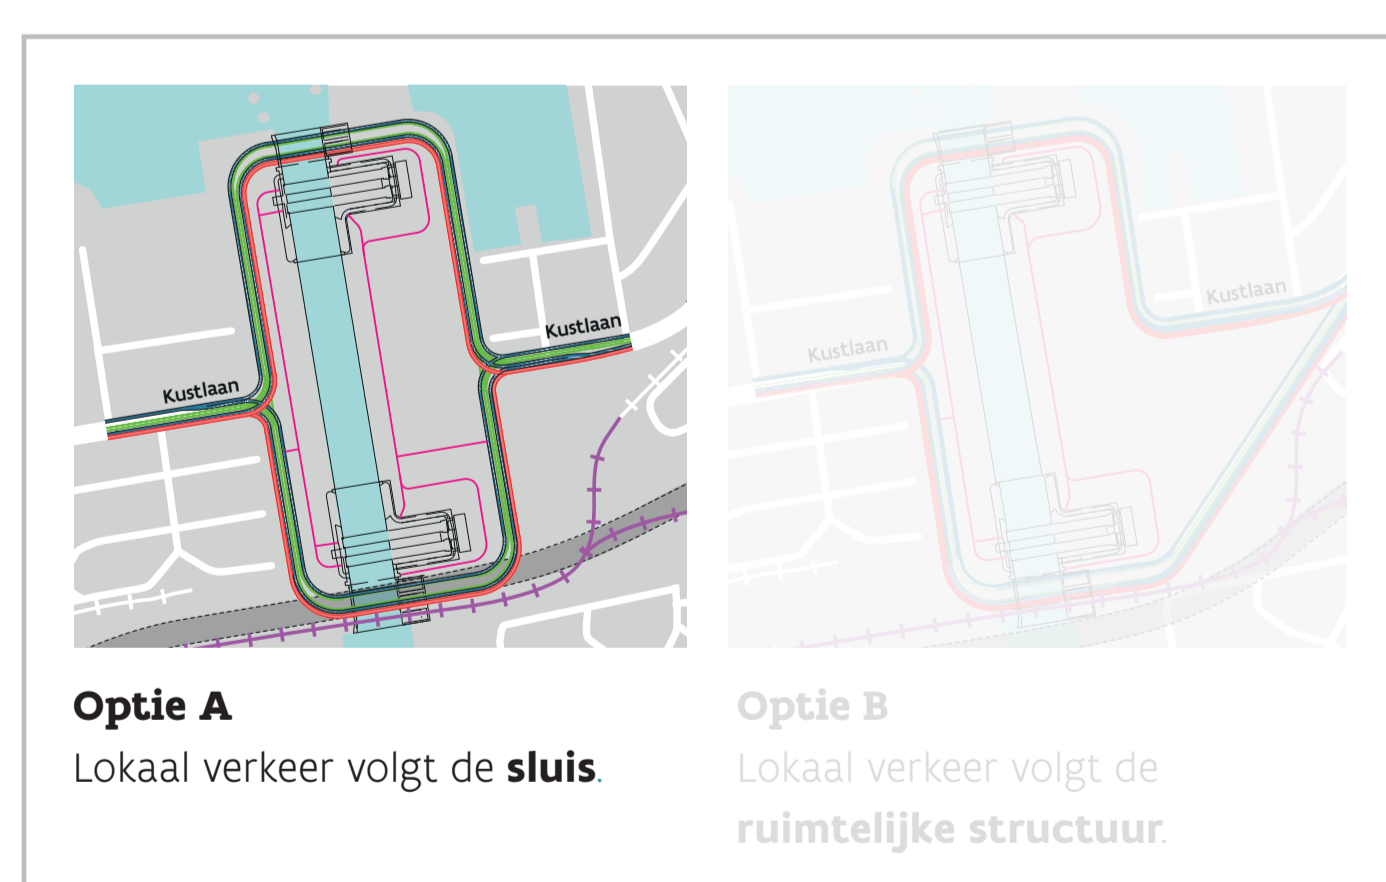 Kustlaan
Kustlaan
Kustlaan
Kustlaan
Optie A
Lokaal verkeer volgt de sluis.
Optie B
Lokaal verkeer volgt de
ruimtelijke structuur.